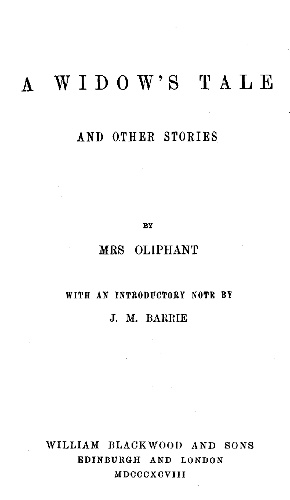 A WIDOW'S TALE
AND OTHER STORIES
BY
MRS OLIPHANT
WITH AN INTRODUCTORY NOTE BY
J. M. BARRIE
WILLIAM BLACKWOOD AND SONS
EDINBURGH AND LONDON
MDCCCXCVIII